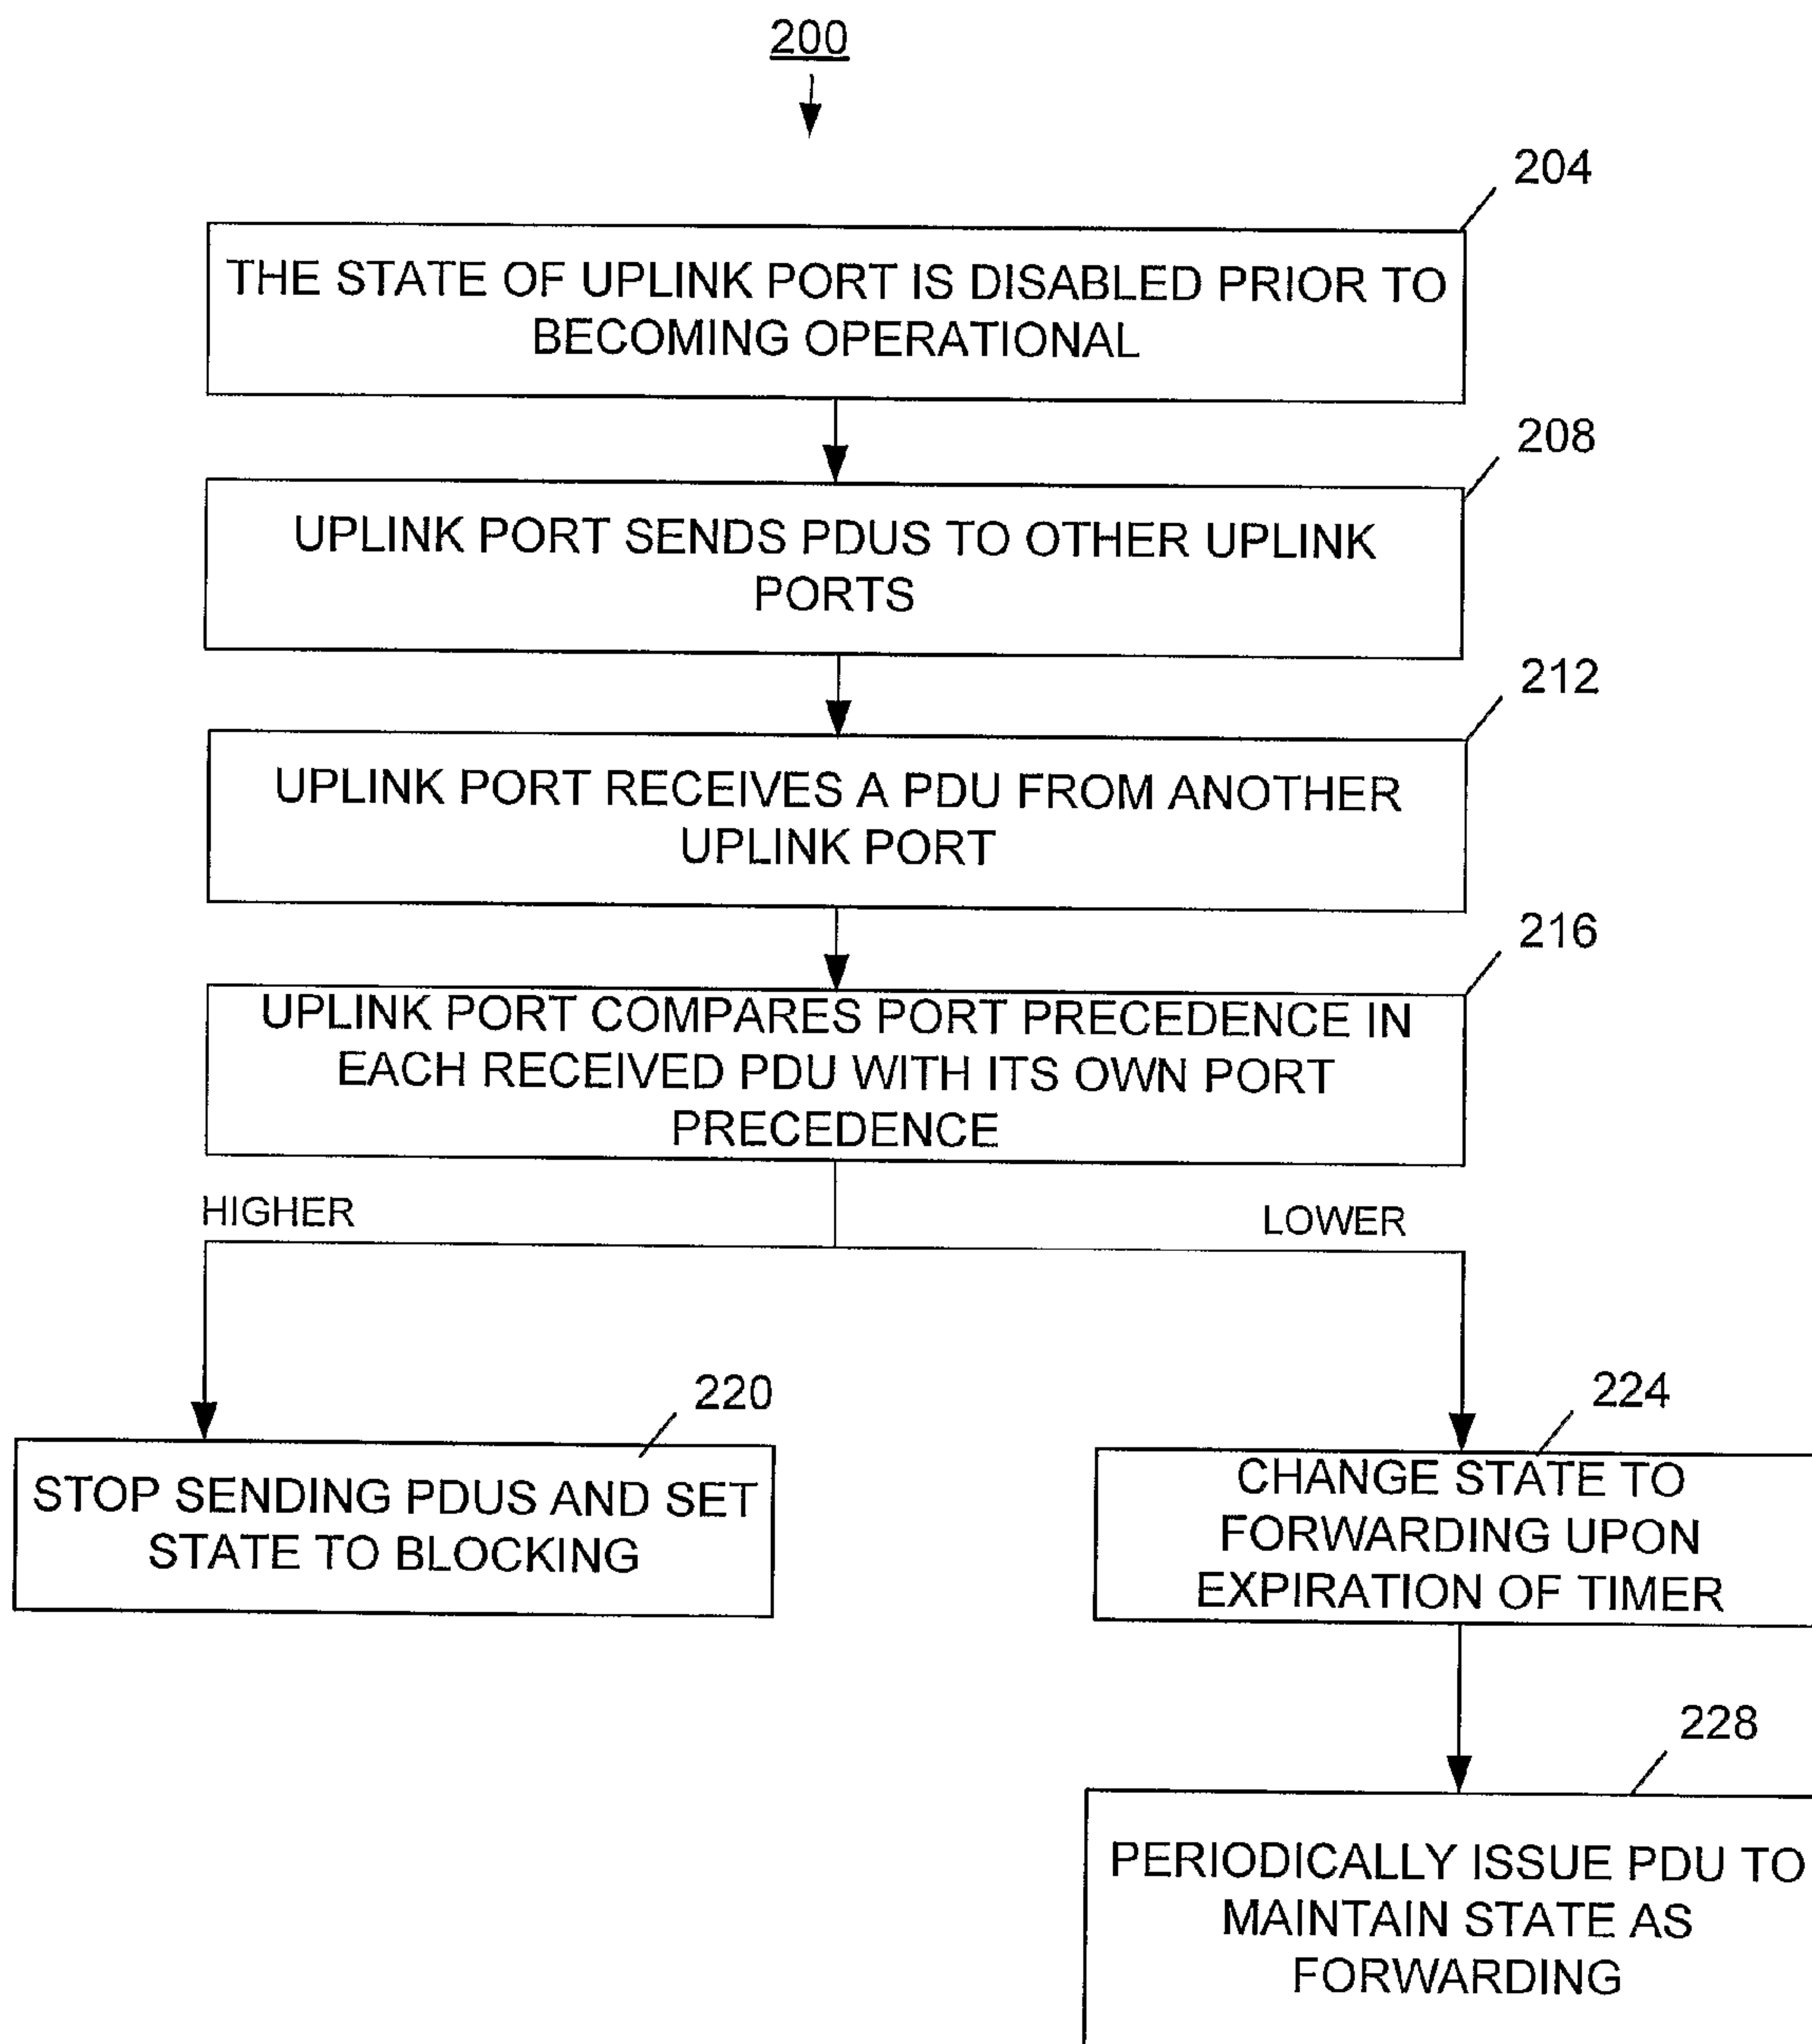 200
204
THE STATE OF UPLINK PORT IS DISABLED PRIOR TO
BECOMING OPERATIONAL
208
UPLINK PORT SENDS PDUS TO OTHER UPLINK
PORTS
212
UPLINK PORT RECEIVES A PDU FROM ANOTHER
UPLINK PORT
216
UPLINK PORT COMPARES PORT PRECEDENCE IN
EACH RECEIVED PDU WITH ITS OWN PORT
PRECEDENCE
HIGHER
LOWER
220
STOP SENDING PDUS AND SET
STATE TO BLOCKING
224
CHANGE STATE TO
FORWARDING UPON
EXPIRATION OF TIMER
228
PERIODICALLY ISSUE PDU TO
MAINTAIN STATE AS
FORWARDING